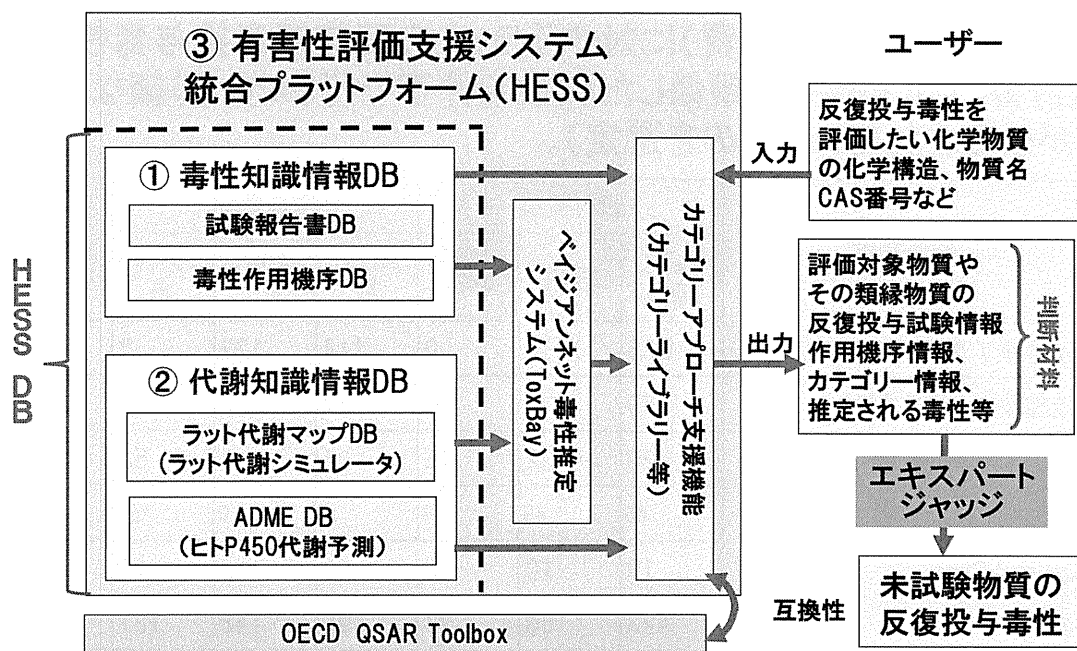 ③ 有害性評価支援システム
統合プラットフォーム(HESS)
HESS DB
① 毒性知識情報DB
試験報告書DB
毒性作用機序DB
② 代謝知識情報DB
ラット代謝マップDB
(ラット代謝シミュレータ)
ADME DB
(ヒトP450代謝予測)
ベイジアンネット毒性推定
システム(ToxBay)
カテゴリーアプローチ支援機能
(カテゴリーライブラリー等)
OECD QSAR Toolbox
互換性
ユーザー
入力
反復投与毒性を
評価したい化学物質
の化学構造、物質名
CAS番号など
出力
評価対象物質や
その類縁物質の
反復投与試験情報
作用機序情報、
カテゴリー情報、
推定される毒性等
判断材料
エキスパート
ジャッジ
未試験物質の
反復投与毒性